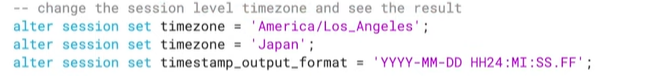 -- change the session level timezone and see the result
alter session set timezone = 'America/Los_Angeles';
alter session set timezone = 'Japan';
alter session set timestamp_output_format = 'YYYY-MM-DD HH24:MI:SS.FF';